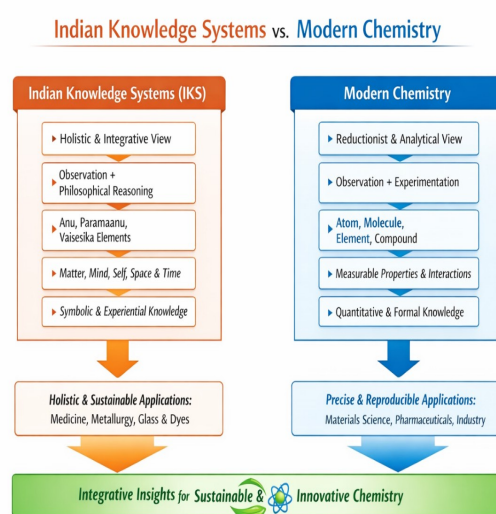 Indian Knowledge Systems vs. Modern Chemistry
Indian Knowledge Systems (IKS)
Holistic & Integrative View
Observation +
Philosophical Reasoning
Anu, Paramaanu,
Vaisesika Elements
Matter, Mind, Self, Space & Time
Symbolic & Experiential Knowledge
Holistic & Sustainable Applications:
Medicine, Metallurgy, Glass & Dyes
Modern Chemistry
Reductionist & Analytical View
Observation + Experimentation
Atom, Molecule,
Element, Compound
Measurable Properties & Interactions
Quantitative & Formal Knowledge
Precise & Reproducible Applications:
Materials Science, Pharmaceuticals, Industry
Integrative Insights for Sustainable & Innovative Chemistry